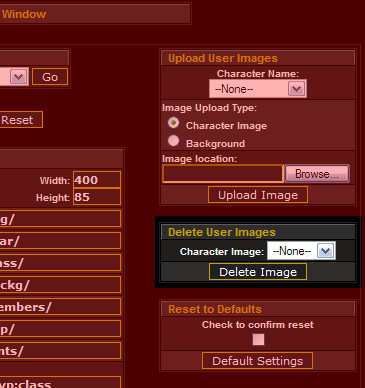 Window
Go
Reset
Width: 400
Height: 85
g/
ar/
ass/
ckg/
embers/
p/
nts/
vn:class
Upload User Images
Character Name:
--None--
Image Upload Type:
Character Image
Background
Image location:
Browse...
Upload Image
Delete User Images
Character Image: --None--
Delete Image
Reset to Defaults
Check to confirm reset
Default Settings